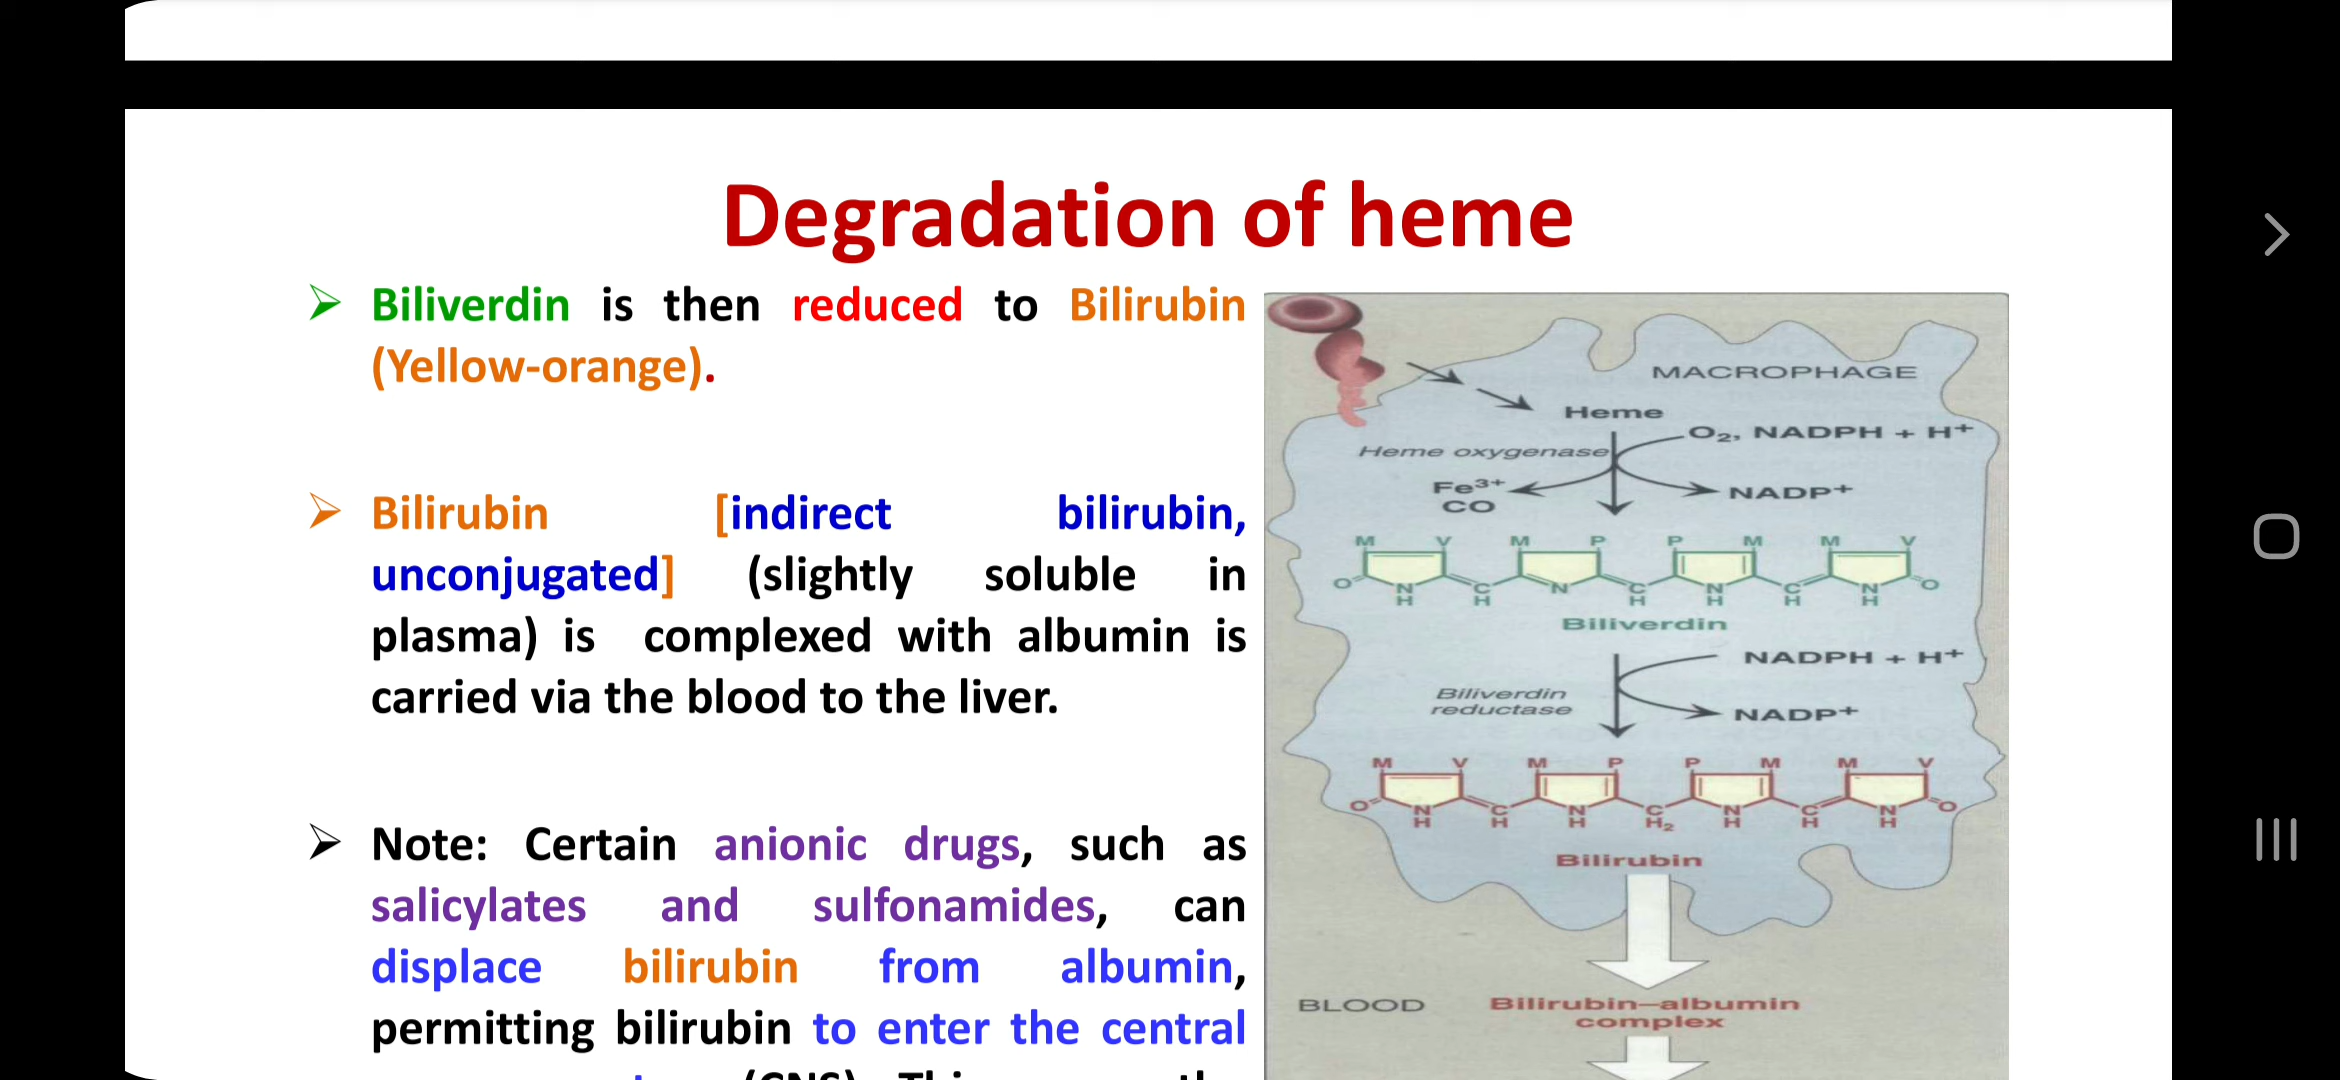 Degradation of heme
Biliverdin is then reduced to Bilirubin
(Yellow-orange).
Bilirubin [indirect bilirubin,
unconjugated] (slightly soluble in
plasma) is complexed with albumin is
carried via the blood to the liver.
Note: Certain anionic drugs, such as
salicylates and sulfonamides, can
displace bilirubin from albumin,
permitting bilirubin to enter the central
MACROPHAGE
Heme
O2, NADPH + H+
Heme oxygenase
Fe3+
CO
NADP+
M V M P P M M V
O N H C H N C H N H C H N H O
Biliverdin
NADPH + H+
Biliverdin
reductase
NADP+
M V M P P M M V
O N H C H N H C H2 N H C H N H O
Bilirubin
BLOOD
Bilirubin–albumin
complex